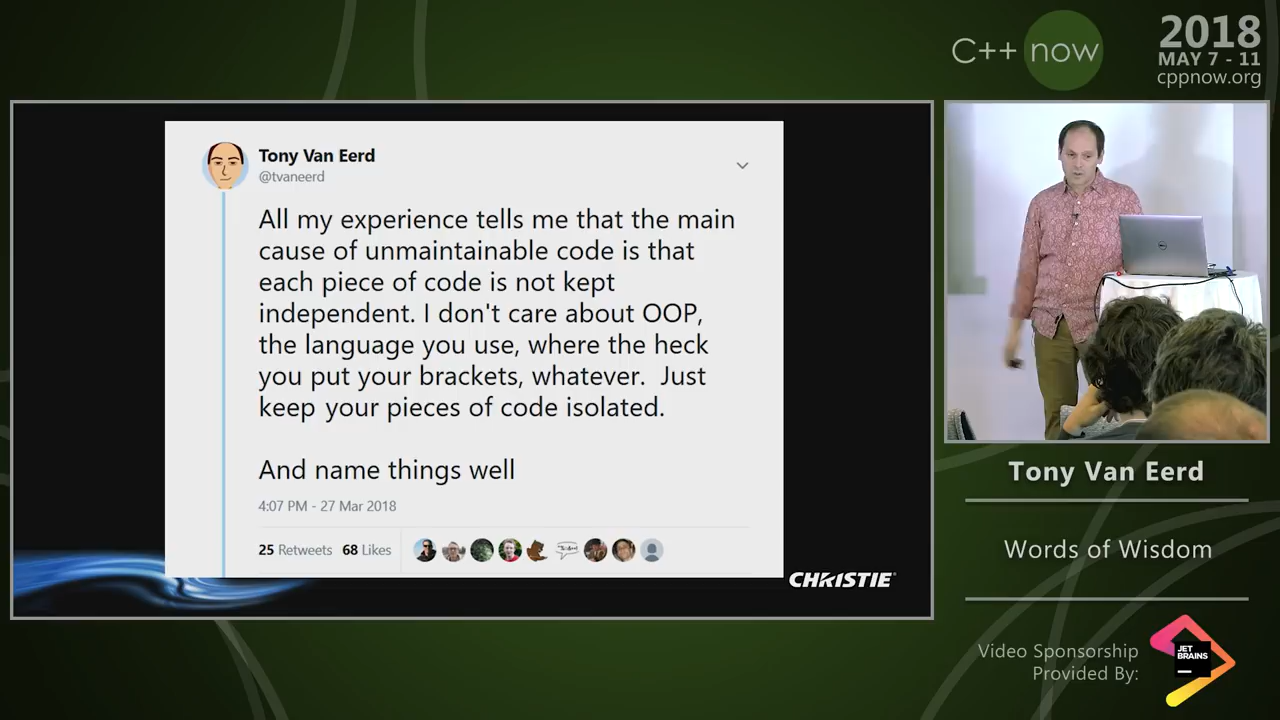 C++ now
2018
MAY 7 - 11
cppnow.org
Tony Van Eerd
@tvaneerd
All my experience tells me that the main
cause of unmaintainable code is that
each piece of code is not kept
independent. I don't care about OOP,
the language you use, where the heck
you put your brackets, whatever.  Just
keep your pieces of code isolated.
And name things well
4:07 PM - 27 Mar 2018
25 Retweets  68 Likes
CHRISTIE®
Tony Van Eerd
Words of Wisdom
Video Sponsorship
Provided By:
JET
BRAINS